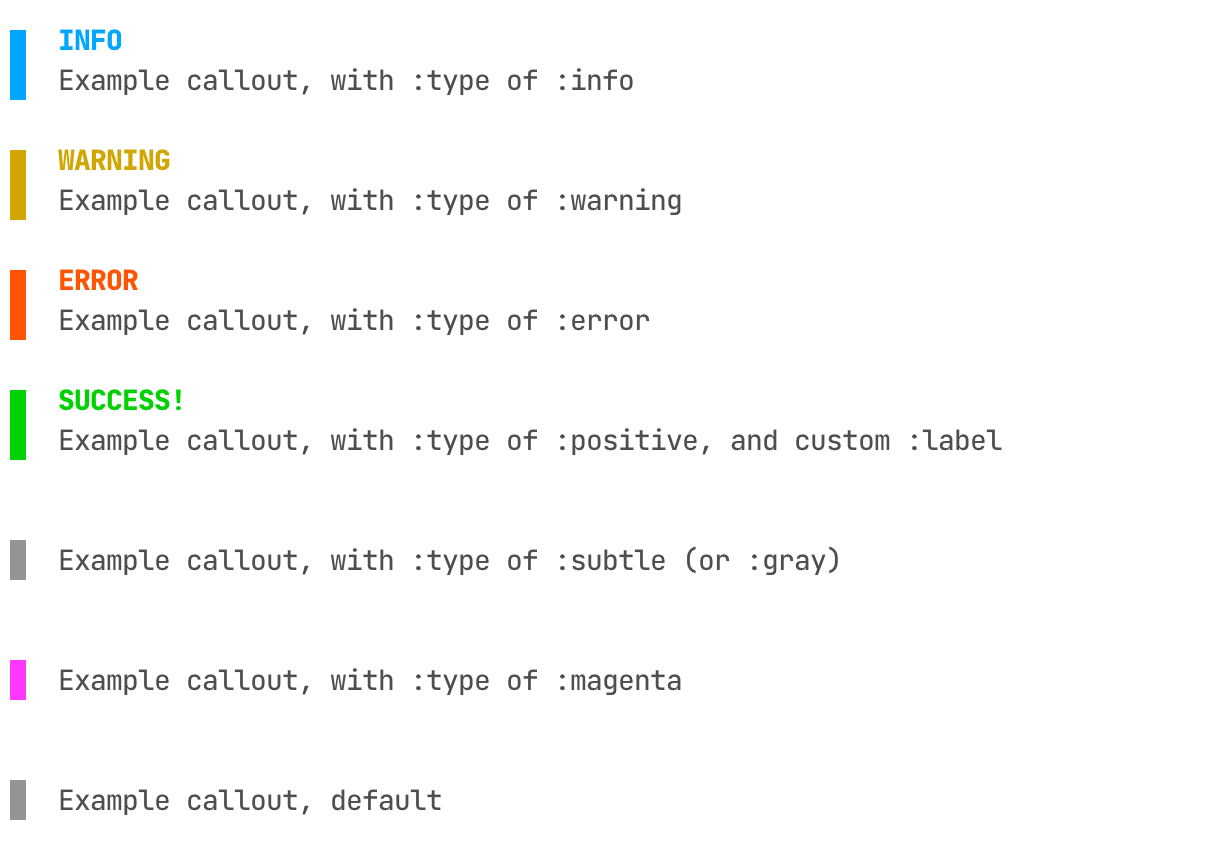 INFO
Example callout, with :type of :info
WARNING
Example callout, with :type of :warning
ERROR
Example callout, with :type of :error
SUCCESS!
Example callout, with :type of :positive, and custom :label
Example callout, with :type of :subtle (or :gray)
Example callout, with :type of :magenta
Example callout, default